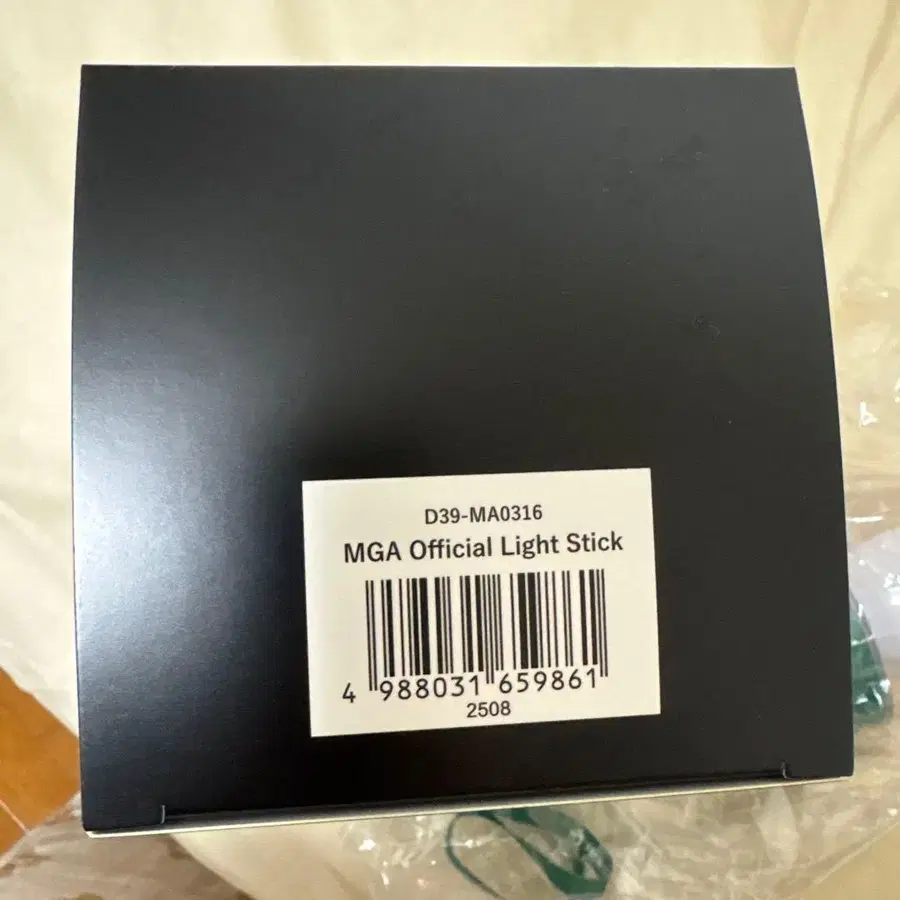 D39-MA0316
MGA Official Light Stick
4 988031 659861
2508